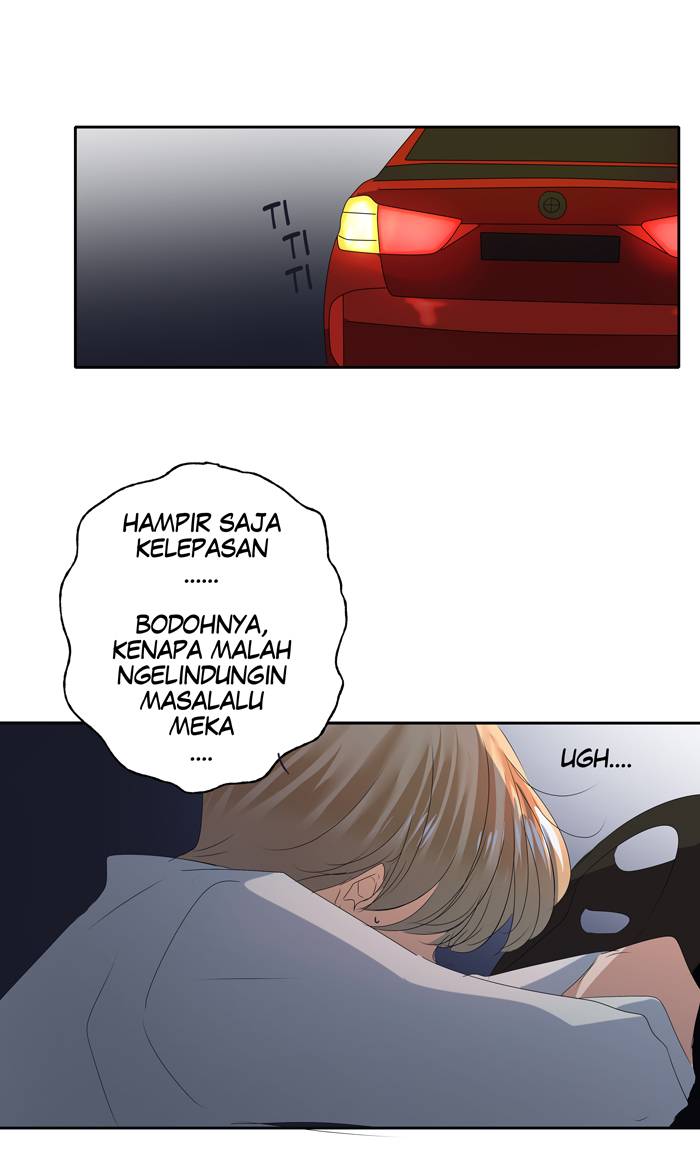 TI
TI
TI
HAMPIR SAJA
KELEPASAN
......
BODOHNYA,
KENAPA MALAH
NGELINDUNGIN
MASALALU
MEKA
....
UGH....